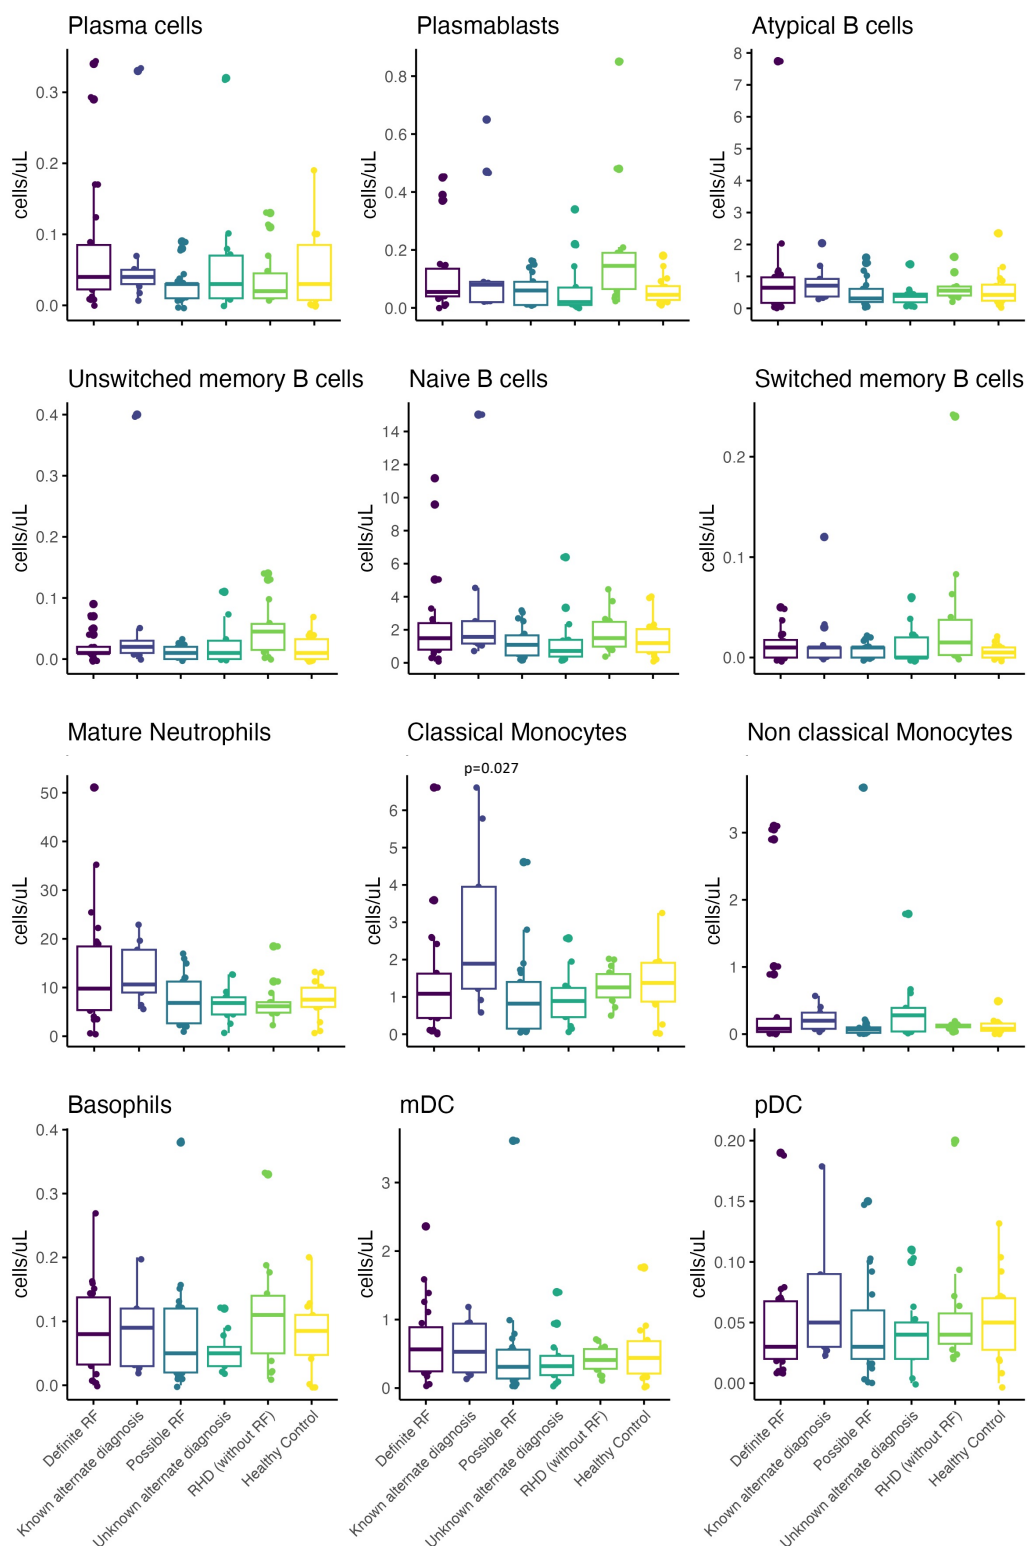 Plasma cells
Plasmablasts
Atypical B cells
cells/uL
0.3
0.2
0.1
0.0
cells/uL
0.8
0.6
0.4
0.2
0.0
cells/uL
8
7
6
5
4
3
2
1
0
Unswitched memory B cells
Naive B cells
Switched memory B cells
cells/uL
0.4
0.3
0.2
0.1
0.0
cells/uL
14
12
10
8
6
4
2
0
cells/uL
0.2
0.1
0.0
Mature Neutrophils
Classical Monocytes
Non classical Monocytes
cells/uL
50
40
30
20
10
0
p=0.027
cells/uL
6
5
4
3
2
1
0
cells/uL
3
2
1
0
Basophils
mDC
pDC
cells/uL
0.4
0.3
0.2
0.1
0.0
cells/uL
3
2
1
0
cells/uL
0.20
0.15
0.10
0.05
0.00
Definite RF
Known alternate diagnosis
Possible RF
Unknown alternate diagnosis
RHD (without RF)
Healthy Control
Definite RF
Known alternate diagnosis
Possible RF
Unknown alternate diagnosis
RHD (without RF)
Healthy Control
Definite RF
Known alternate diagnosis
Possible RF
Unknown alternate diagnosis
RHD (without RF)
Healthy Control